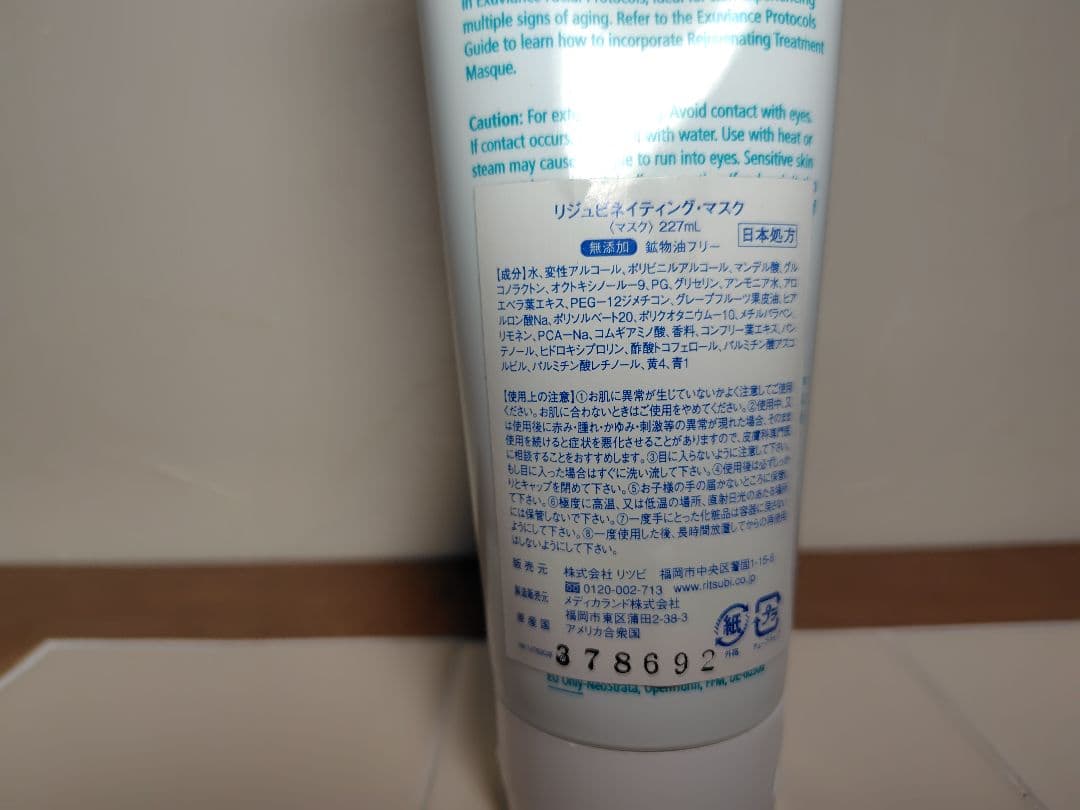 in Exuviance Facial Protocols, ideal for
multiple signs of aging. Refer to the Exuviance Protocols
Guide to learn how to incorporate Rejuvenating Treatment
Masque.
Caution: For Avoid contact with eyes.
If contact occurs, with water. Use with heat or
steam may cause to run into eyes. Sensitive skin
リジュビネイティング・マスク
〈マスク〉 227mL
無添加 鉱物油フリー 日本処方
【成分】水、変性アルコール、ポリビニルアルコール、マンデル酸、グル
コノラクトン、オクトキシノールー9、PG、グリセリン、アンモニア水、アロ
エベラ葉エキス、PEG-12ジメチコン、グレープフルーツ果皮油、ヒア
ルロン酸Na、ポリソルベート20、ポリクオタニウム-10、メチルパラベン、
リモネン、PCA-Na、コムギアミノ酸、香料、コンフリー葉エキス、パン
テノール、ヒドロキシプロリン、酢酸トコフェロール、パルミチン酸アスコ
ルビル、パルミチン酸レチノール、黄4、青1
【使用上の注意】①お肌に異常が生じていないかよく注意してご使用
ください。お肌に合わないときはご使用をやめてください。②使用中、又
は使用後に赤み・腫れ・かゆみ・刺激等の異常が現れた場合、そのまま
使用を続けると症状を悪化させることがありますので、皮膚科専門医
に相談することをおすすめします。③目に入らないように注意して下さい。
もし目に入った場合はすぐに洗い流して下さい。④使用後は必ずしっか
りとキャップを閉めて下さい。⑤お子様の手の届かないところに保管し
て下さい。⑥極度に高温、又は低温の場所、直射日光のあたる場所
には保管しないで下さい。⑦一度手にとった化粧品は容器に戻さない
ようにして下さい。⑧一度使用した後、長時間放置してからの再使用
はしないようにして下さい。
販売元 株式会社 リツビ 福岡市中央区警固1-15-6
0120-002-713 www.ritsubi.co.jp
製造販売元 メディカランド株式会社
福岡市東区蒲田2-38-3
原産国 アメリカ合衆国
紙 プラ
外箱
378692
EU Only-NeoStrata,